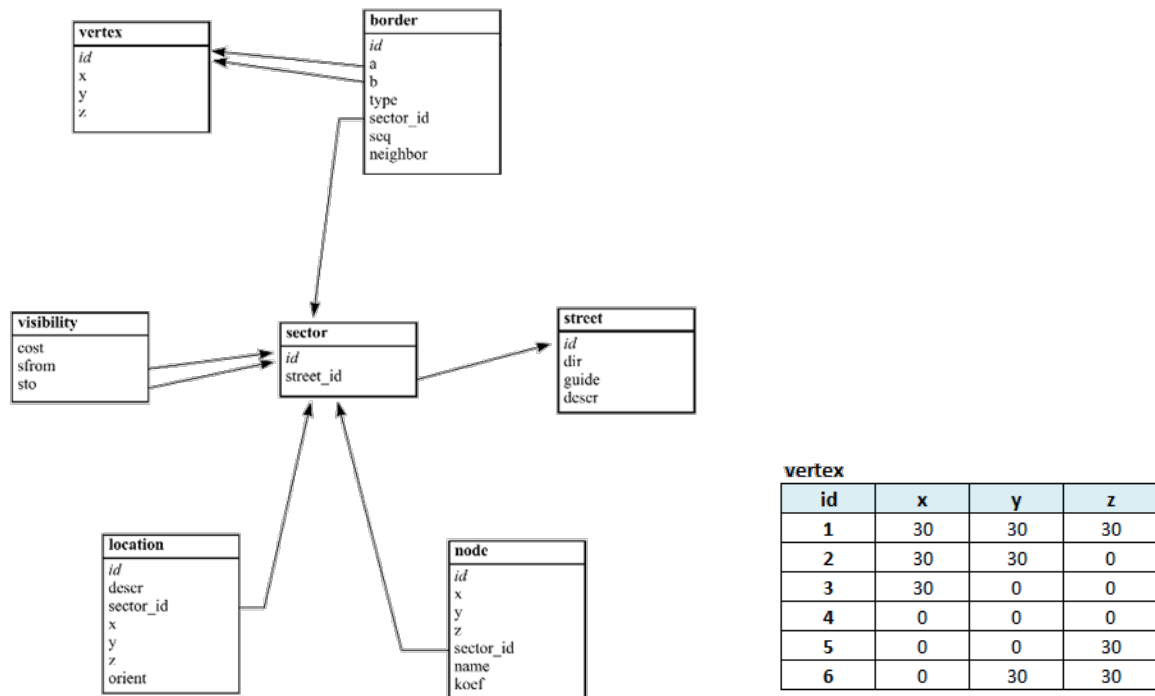 vertex
id
x
y
z
border
id
a
b
type
sector_id
seq
neighbor
visibility
cost
sfrom
sto
sector
id
street_id
street
id
dir
guide
descr
location
id
descr
sector_id
x
y
z
orient
node
id
x
y
z
sector_id
name
koef
vertex
id x y z
1 30 30 30
2 30 30 0
3 30 0 0
4 0 0 0
5 0 0 30
6 0 30 30